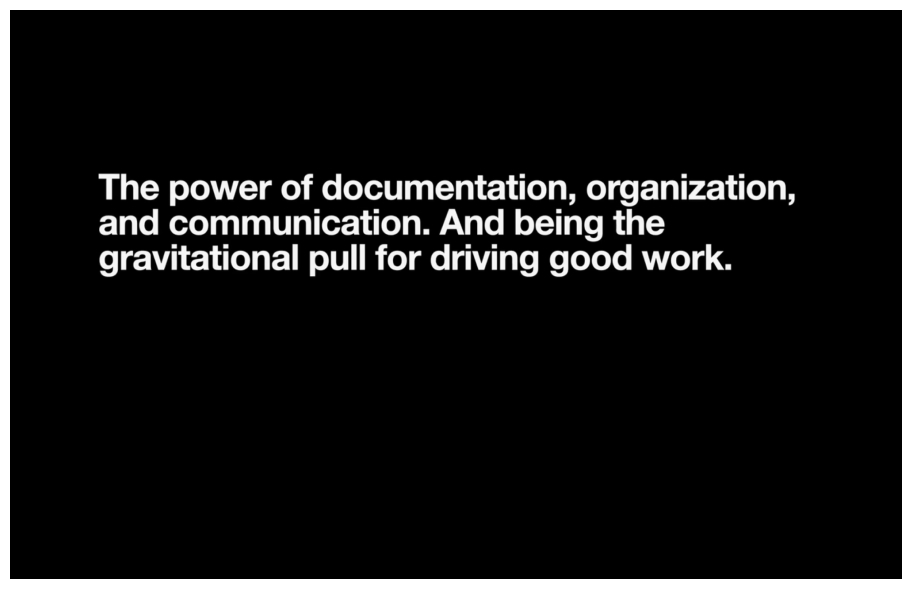 The power of documentation, organization,
and communication. And being the
gravitational pull for driving good work.